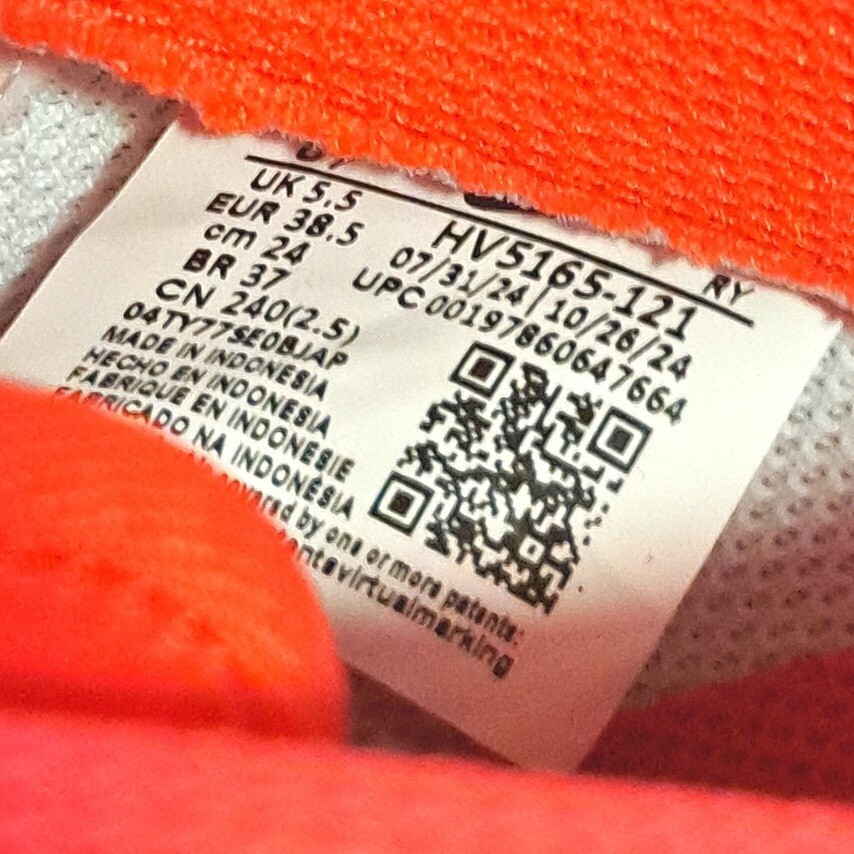 RY
UK 5.5
EUR 38.5
cm 24
BR 37
CN 240(2.5)
HV5165-121
07/31/24 | 10/26/24
UPC 00197860647664
04TY77SE0BJAP
MADE IN INDONESIA
HECHO EN INDONESIA
FABRIQUE EN INDONÉSIE
FABRICADO NA INDONÉSIA
by one or more patents:
virtualmarking